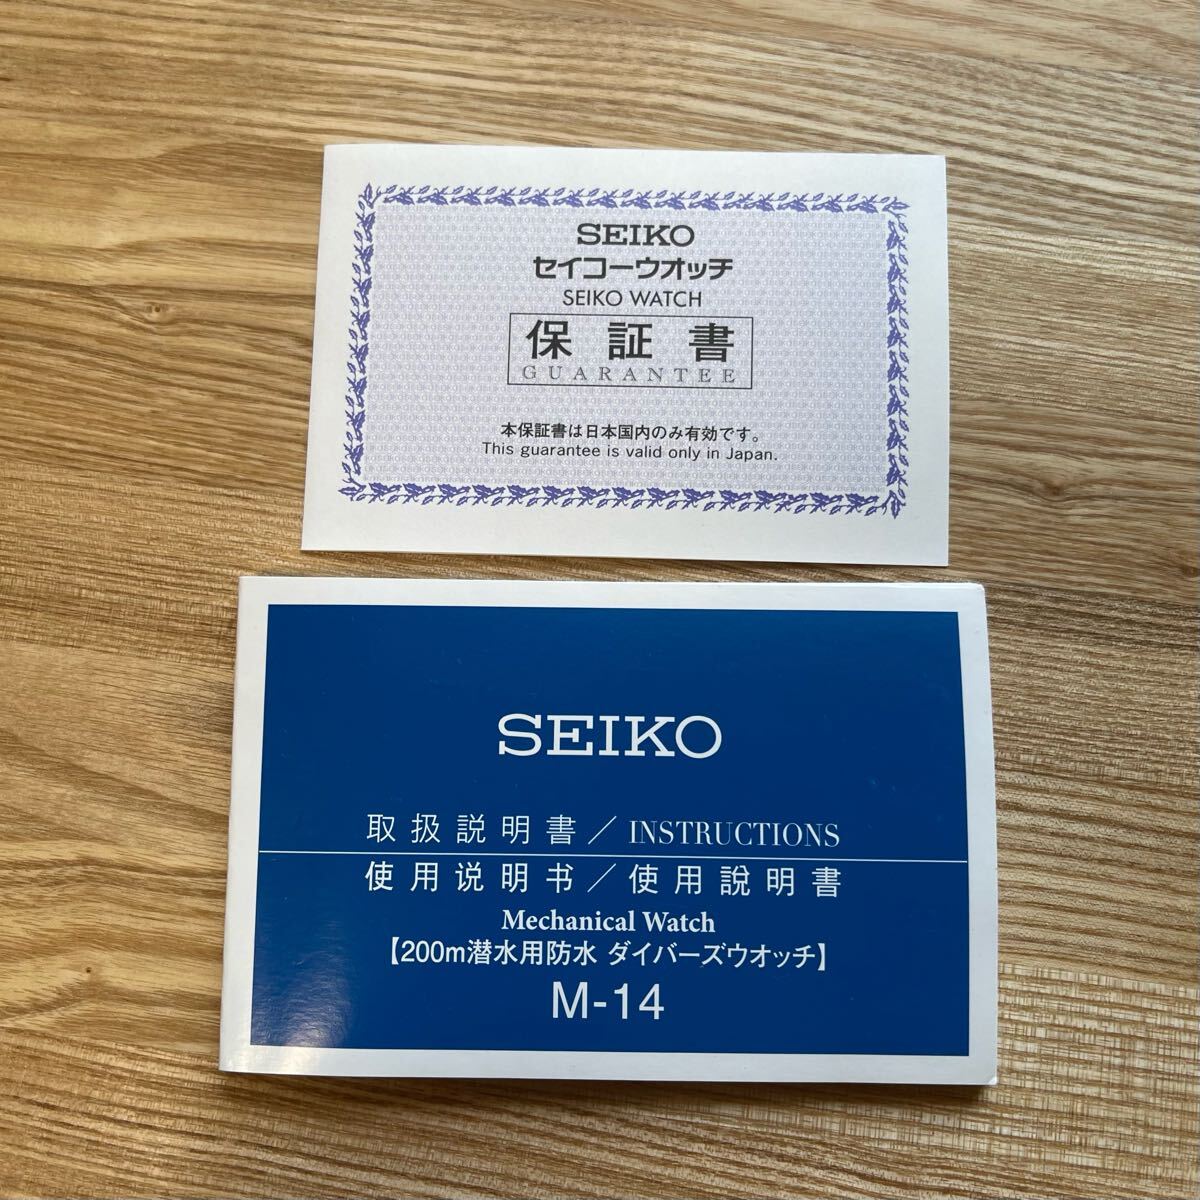 SEIKO
セイコーウオッチ
SEIKO WATCH
保証書
GUARANTEE
本保証書は日本国内のみ有効です。
This guarantee is valid only in Japan.
SEIKO
取扱説明書／INSTRUCTIONS
使用说明书／使用說明書
Mechanical Watch
【200m潜水用防水 ダイバーズウオッチ】
M-14